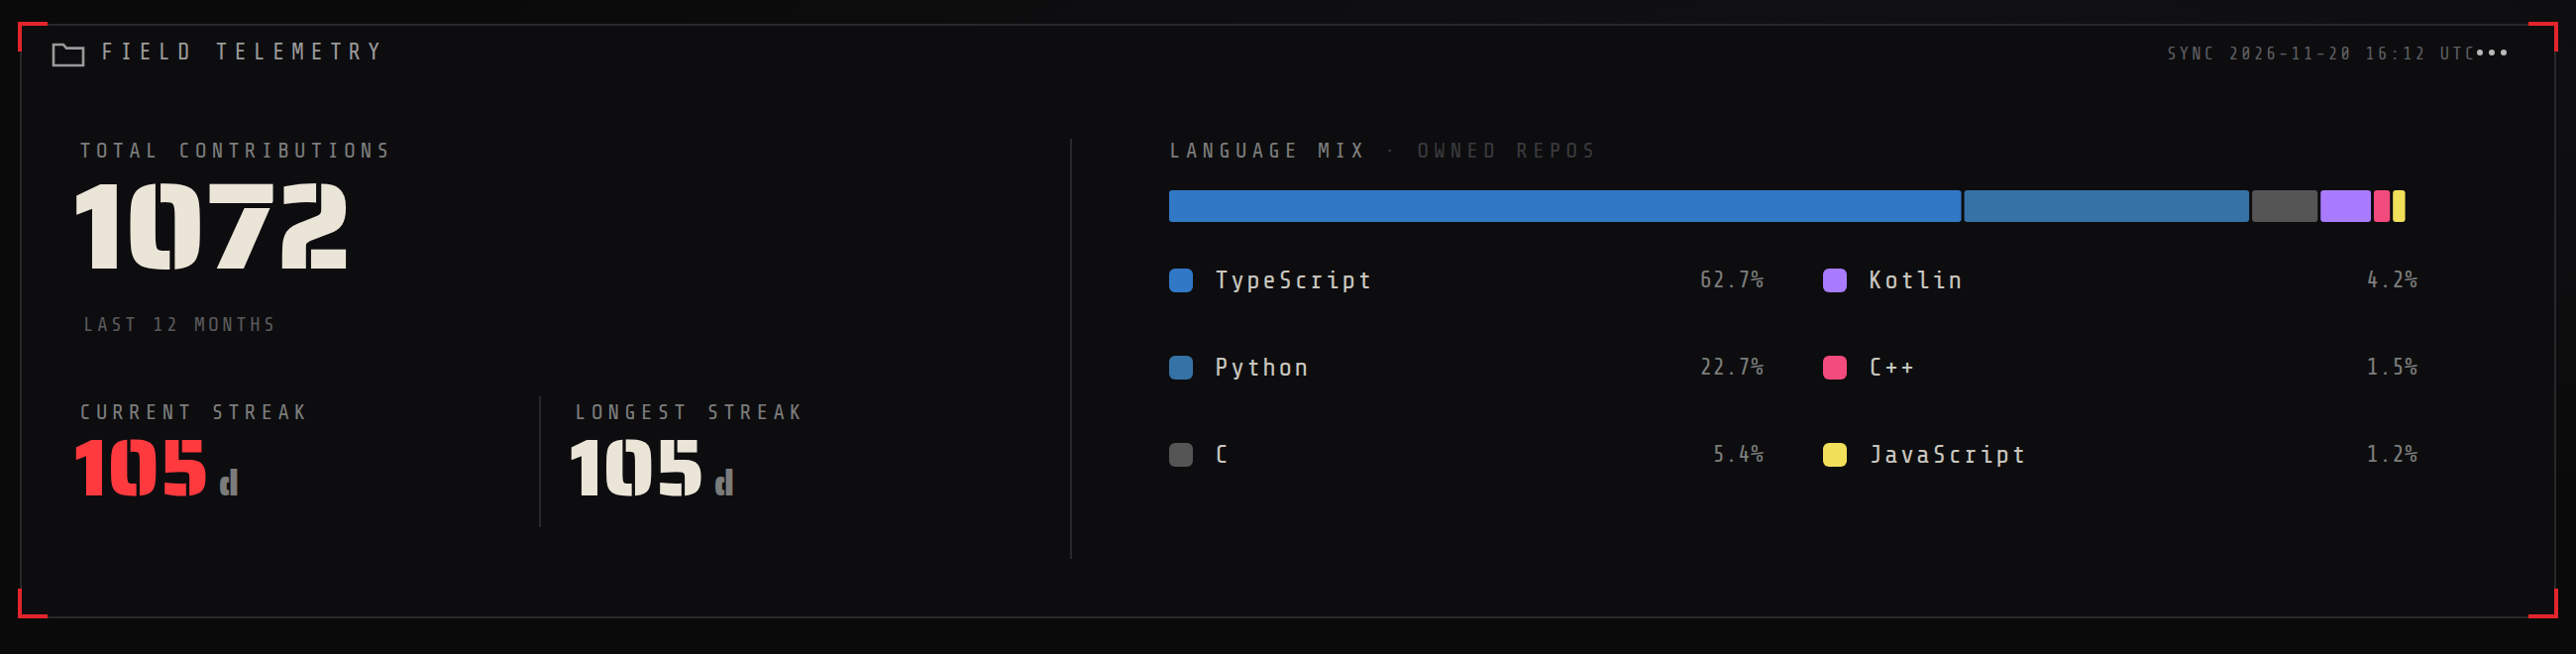 FIELD TELEMETRY
SYNC 2026-11-20 16:12 UTC
TOTAL CONTRIBUTIONS
1072
LAST 12 MONTHS
CURRENT STREAK
105 d
LONGEST STREAK
105 d
LANGUAGE MIX · OWNED REPOS
TypeScript 62.7%
Kotlin 4.2%
Python 22.7%
C++ 1.5%
C 5.4%
JavaScript 1.2%